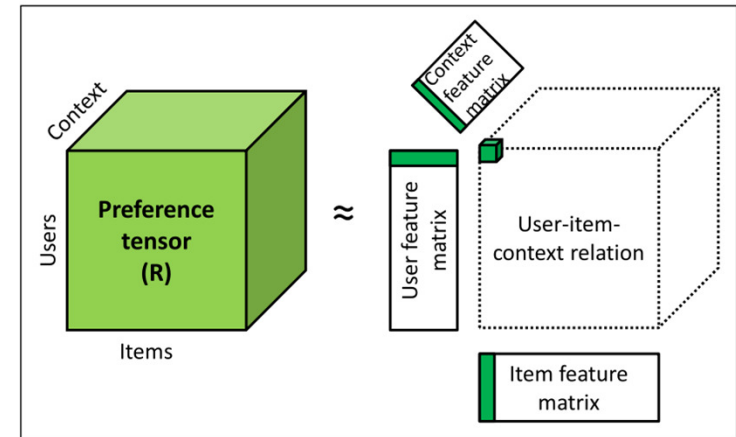 Context
Users
Preference
tensor
(R)
Items
≈
Context
feature
matrix
User feature
matrix
User-item-
context relation
Item feature
matrix